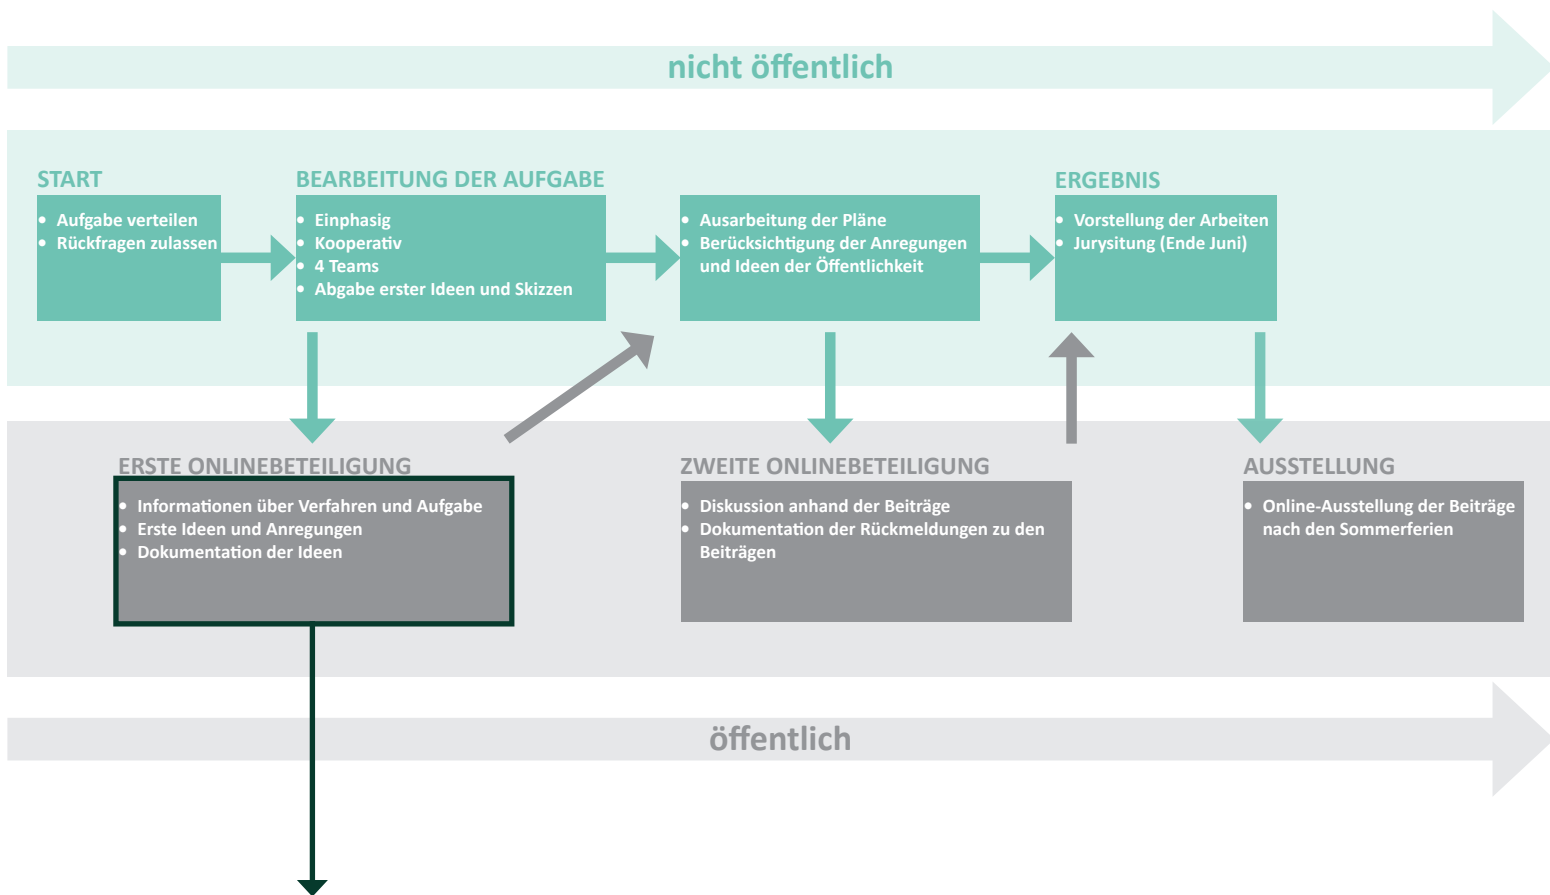 nicht öffentlich
START
• Aufgabe verteilen
• Rückfragen zulassen
BEARBEITUNG DER AUFGABE
• Einphasig
• Kooperativ
• 4 Teams
• Abgabe erster Ideen und Skizzen
• Ausarbeitung der Pläne
• Berücksichtigung der Anregungen
und Ideen der Öffentlichkeit
ERGEBNIS
• Vorstellung der Arbeiten
• Jurysitung (Ende Juni)
ERSTE ONLINEBETEILIGUNG
• Informationen über Verfahren und Aufgabe
• Erste Ideen und Anregungen
• Dokumentation der Ideen
ZWEITE ONLINEBETEILIGUNG
• Diskussion anhand der Beiträge
• Dokumentation der Rückmeldungen zu den
Beiträgen
AUSSTELLUNG
• Online-Ausstellung der Beiträge
nach den Sommerferien
öffentlich